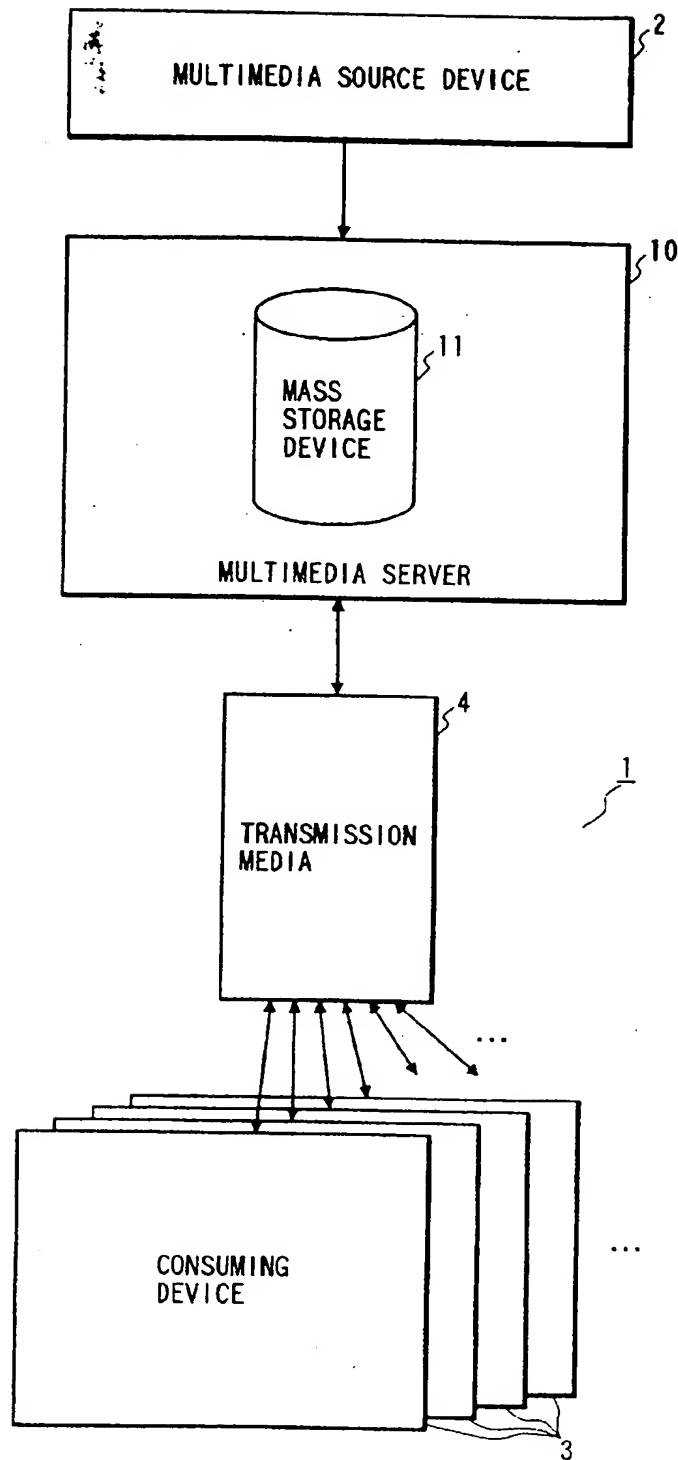 2
MULTIMEDIA SOURCE DEVICE
10
11
MASS
STORAGE
DEVICE
MULTIMEDIA SERVER
4
TRANSMISSION
MEDIA
1
...
CONSUMING
DEVICE
...
3